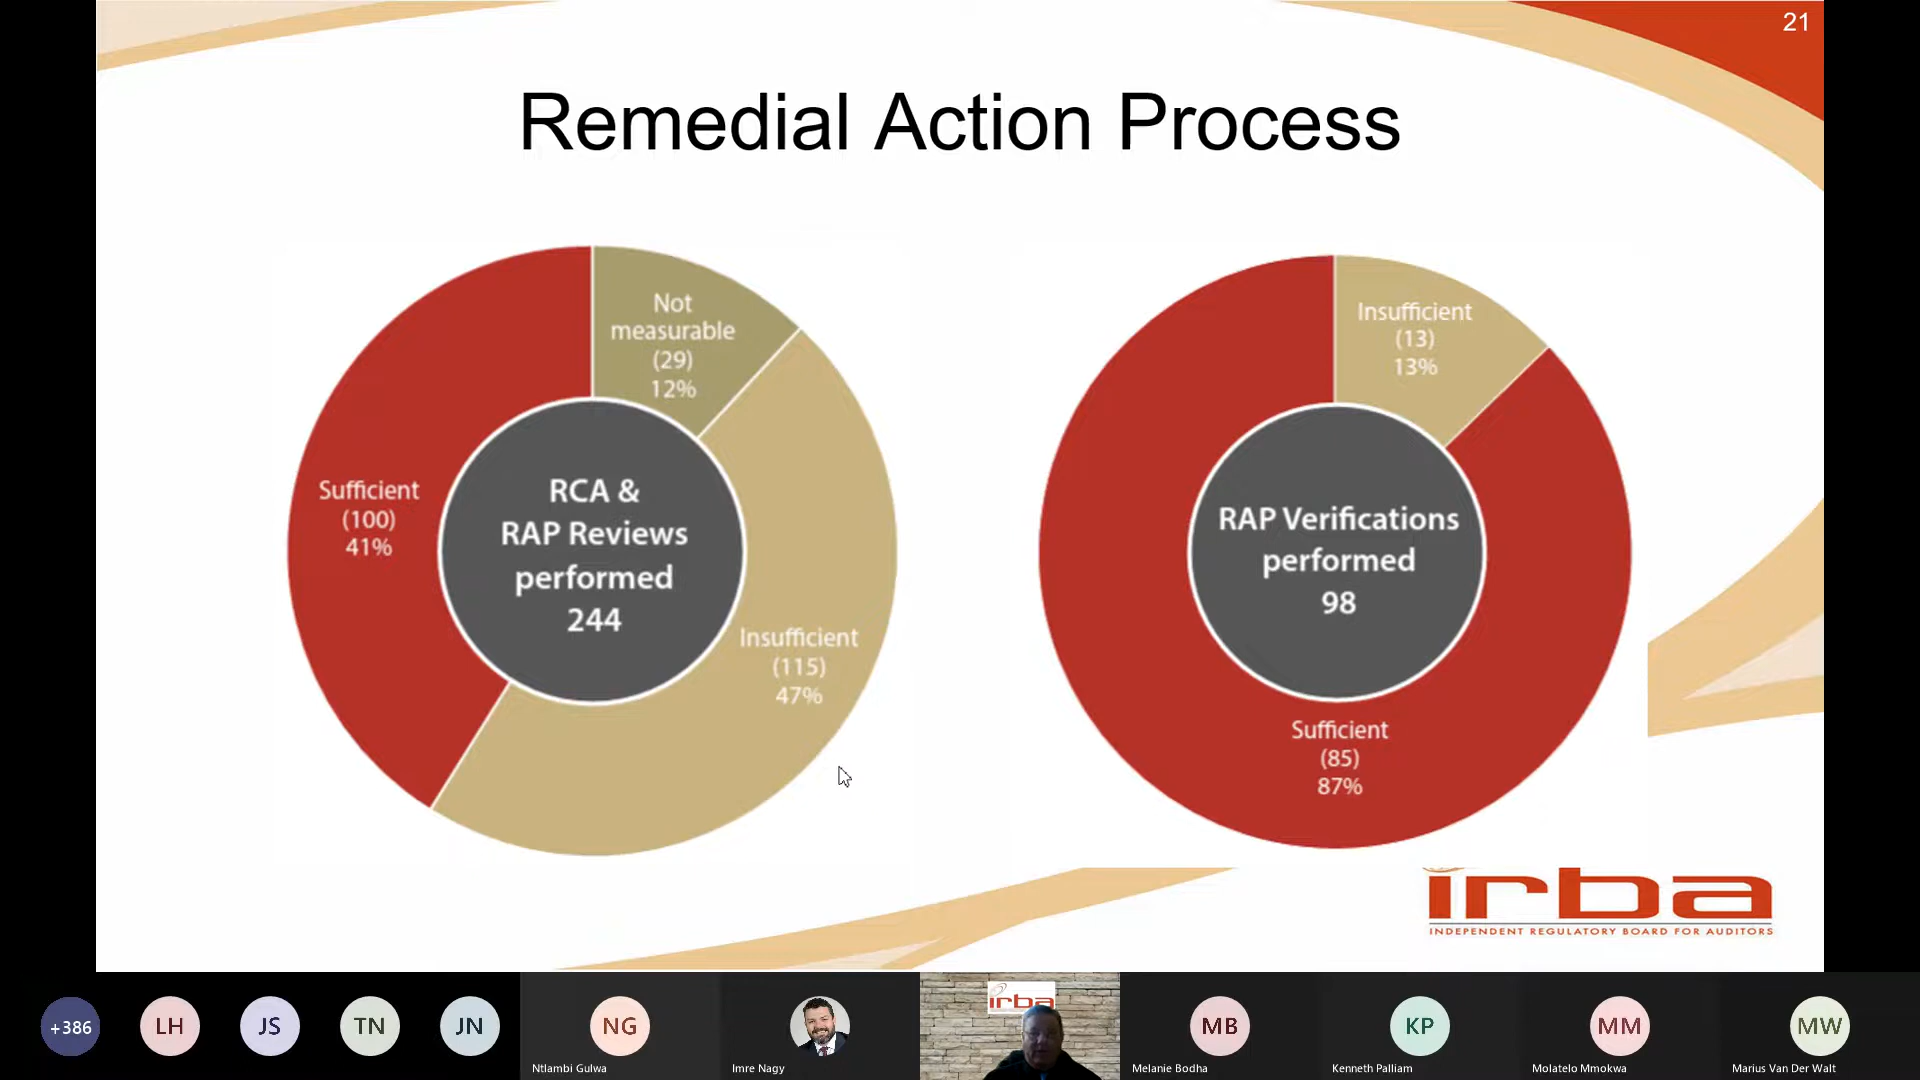 21
Remedial Action Process
Not
measurable
(29)
12%
Sufficient
(100)
41%
RCA &
RAP Reviews
performed
244
Insufficient
(115)
47%
Insufficient
(13)
13%
RAP Verifications
performed
98
Sufficient
(85)
87%
irba
INDEPENDENT REGULATORY BOARD FOR AUDITORS
+386
LH
JS
TN
JN
NG
Ntlambi Gulwa
Imre Nagy
irba
MB
Melanie Bodha
KP
Kenneth Palliam
MM
Molatelo Mmokwa
MW
Marius Van Der Walt